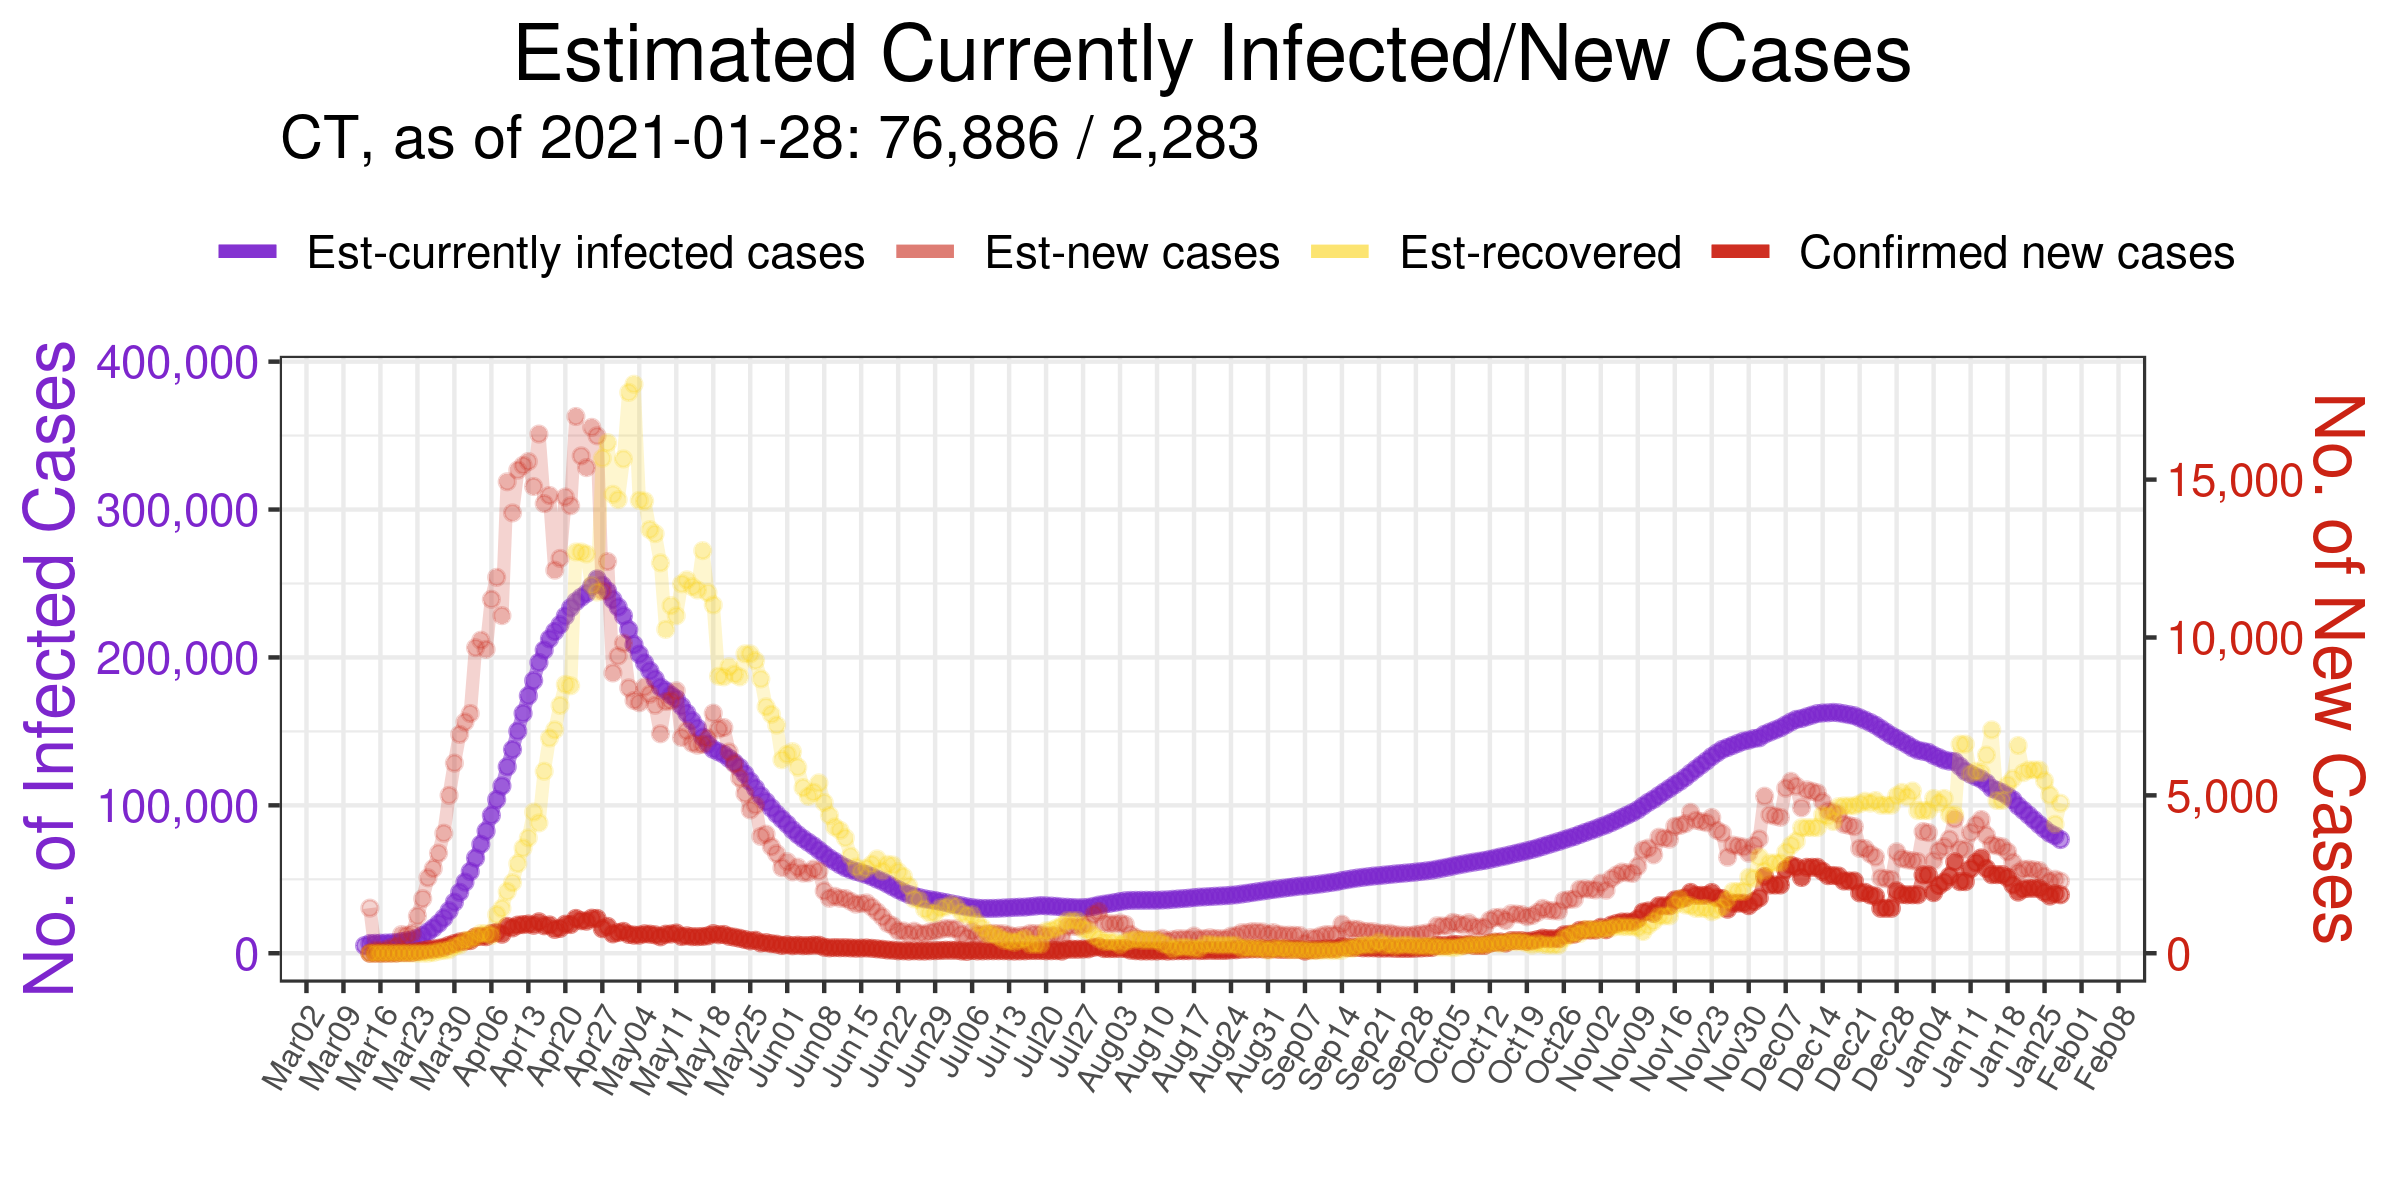 Estimated Currently Infected/New Cases
CT, as of 2021-01-28: 76,886 / 2,283
Est-currently infected cases Est-new cases Est-recovered Confirmed new cases
No. of Infected Cases
400,000
300,000
200,000
100,000
0
15,000
10,000
5,000
0
No. of New Cases
Mar02 Mar09 Mar16 Mar23 Mar30 Apr06 Apr13 Apr20 Apr27 May04 May11 May18 May25 Jun01 Jun08 Jun15 Jun22 Jun29 Jul06 Jul13 Jul20 Jul27 Aug03 Aug10 Aug17 Aug24 Aug31 Sep07 Sep14 Sep21 Sep28 Oct05 Oct12 Oct19 Oct26 Nov02 Nov09 Nov16 Nov23 Nov30 Dec07 Dec14 Dec21 Dec28 Jan04 Jan11 Jan18 Jan25 Feb01 Feb08